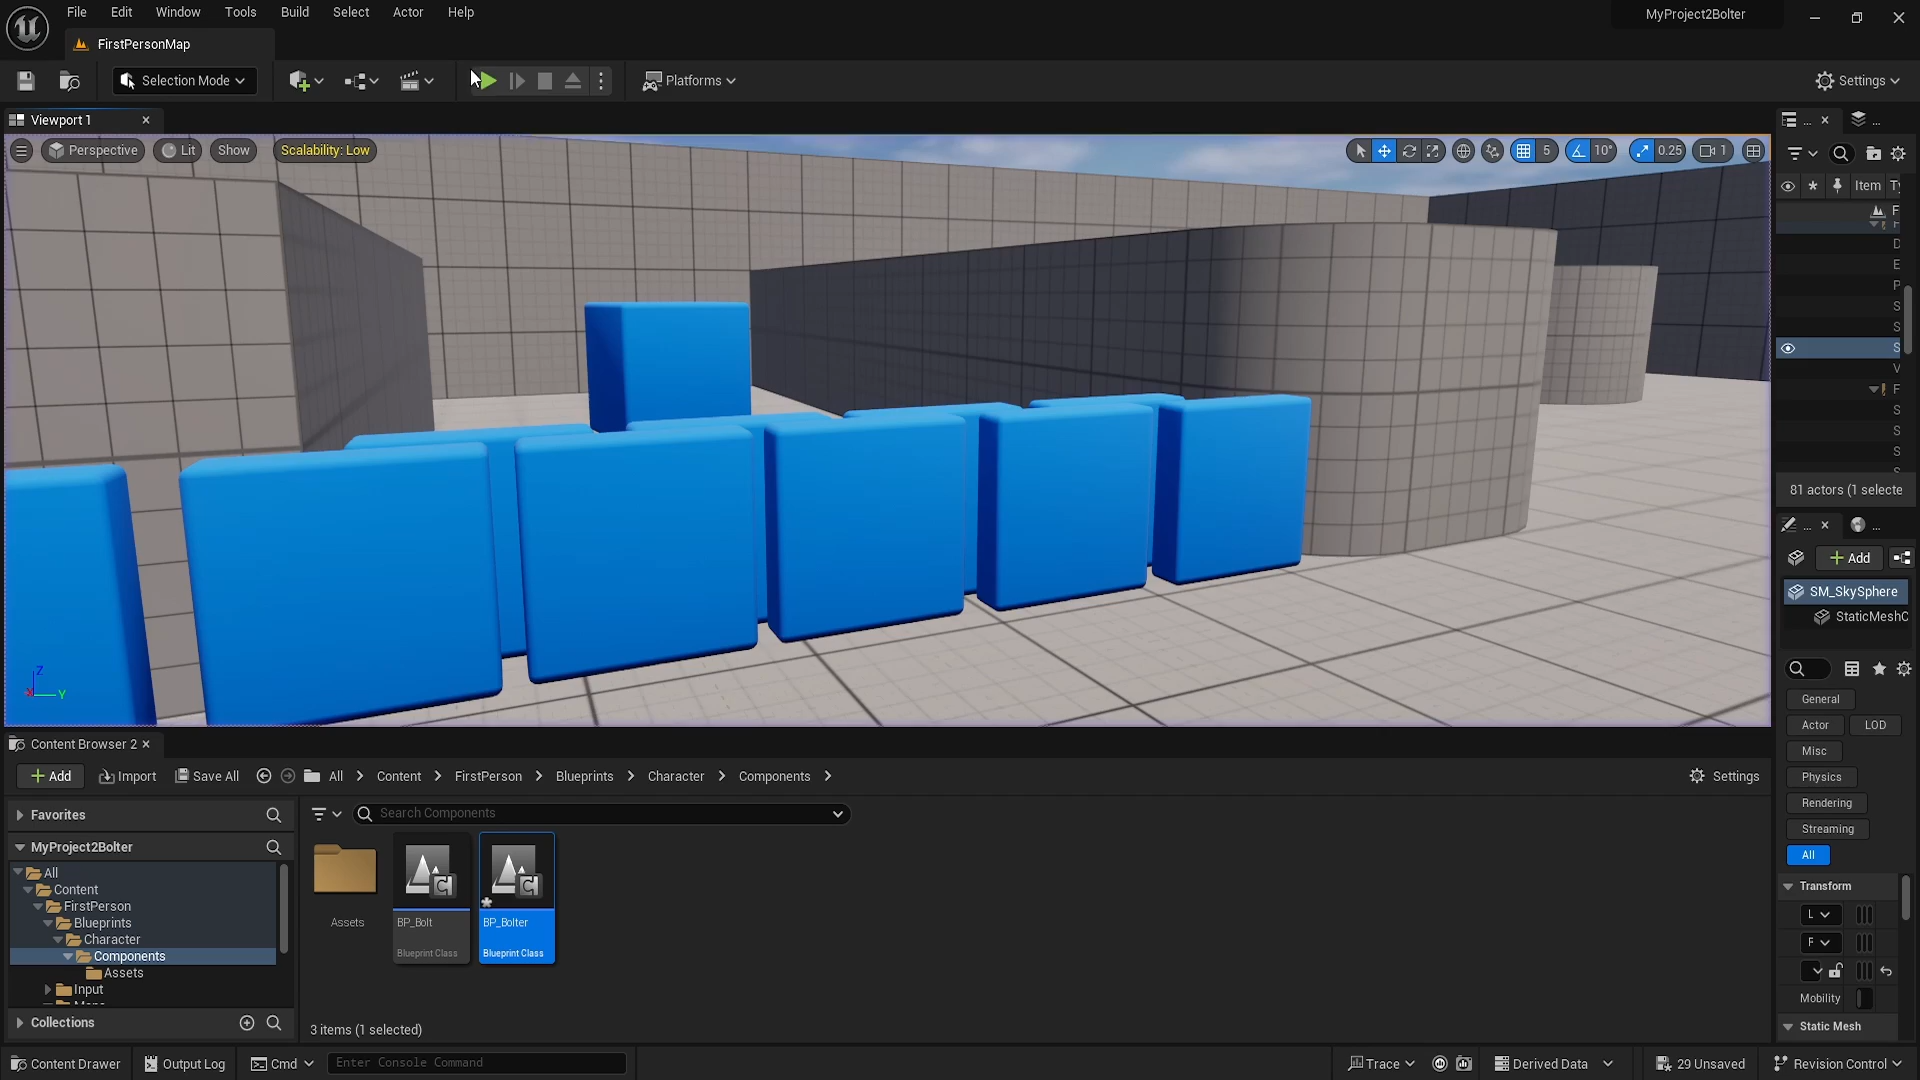 File Edit Window Tools Build Select Actor Help
MyProject2Bolter
FirstPersonMap
Selection Mode
Platforms
Settings
Viewport 1
Perspective Lit Show Scalability: Low
5 10° 0.25 1
Item
F
D
E
P
S
S
S
V
F
S
S
S
81 actors (1 selecte
Add
SM_SkySphere
StaticMeshC
General
Actor LOD
Misc
Physics
Rendering
Streaming
All
Transform
L
F
Mobility
Static Mesh
Z
Y
Content Browser 2
Add Import Save All All > Content > FirstPerson > Blueprints > Character > Components >
Settings
Favorites
Search Components
MyProject2Bolter
All
Content
FirstPerson
Blueprints
Character
Components
Assets
Input
Collections
Assets
BP_Bolt
Blueprint Class
BP_Bolter
Blueprint Class
3 items (1 selected)
Content Drawer Output Log Cmd Enter Console Command
Trace Derived Data 29 Unsaved Revision Control